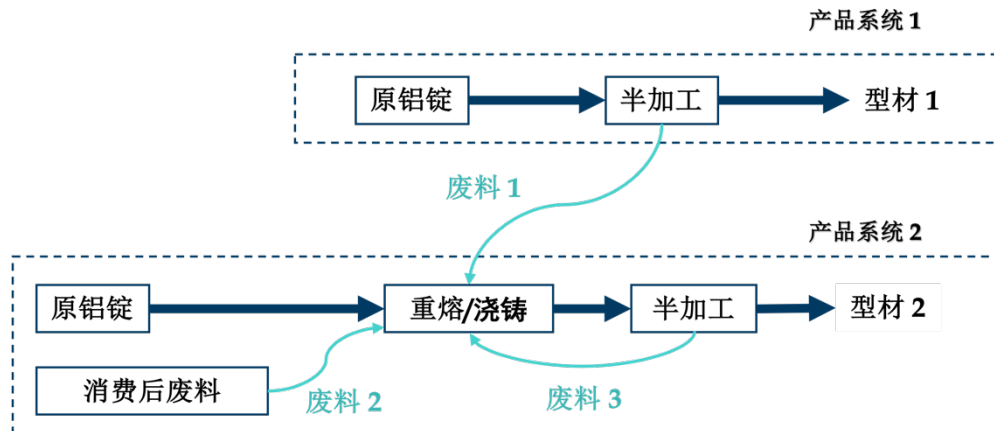 产品系统 1
原铝锭
半加工
型材 1
废料 1
产品系统 2
原铝锭
重熔/浇铸
半加工
型材 2
消费后废料
废料 2
废料 3